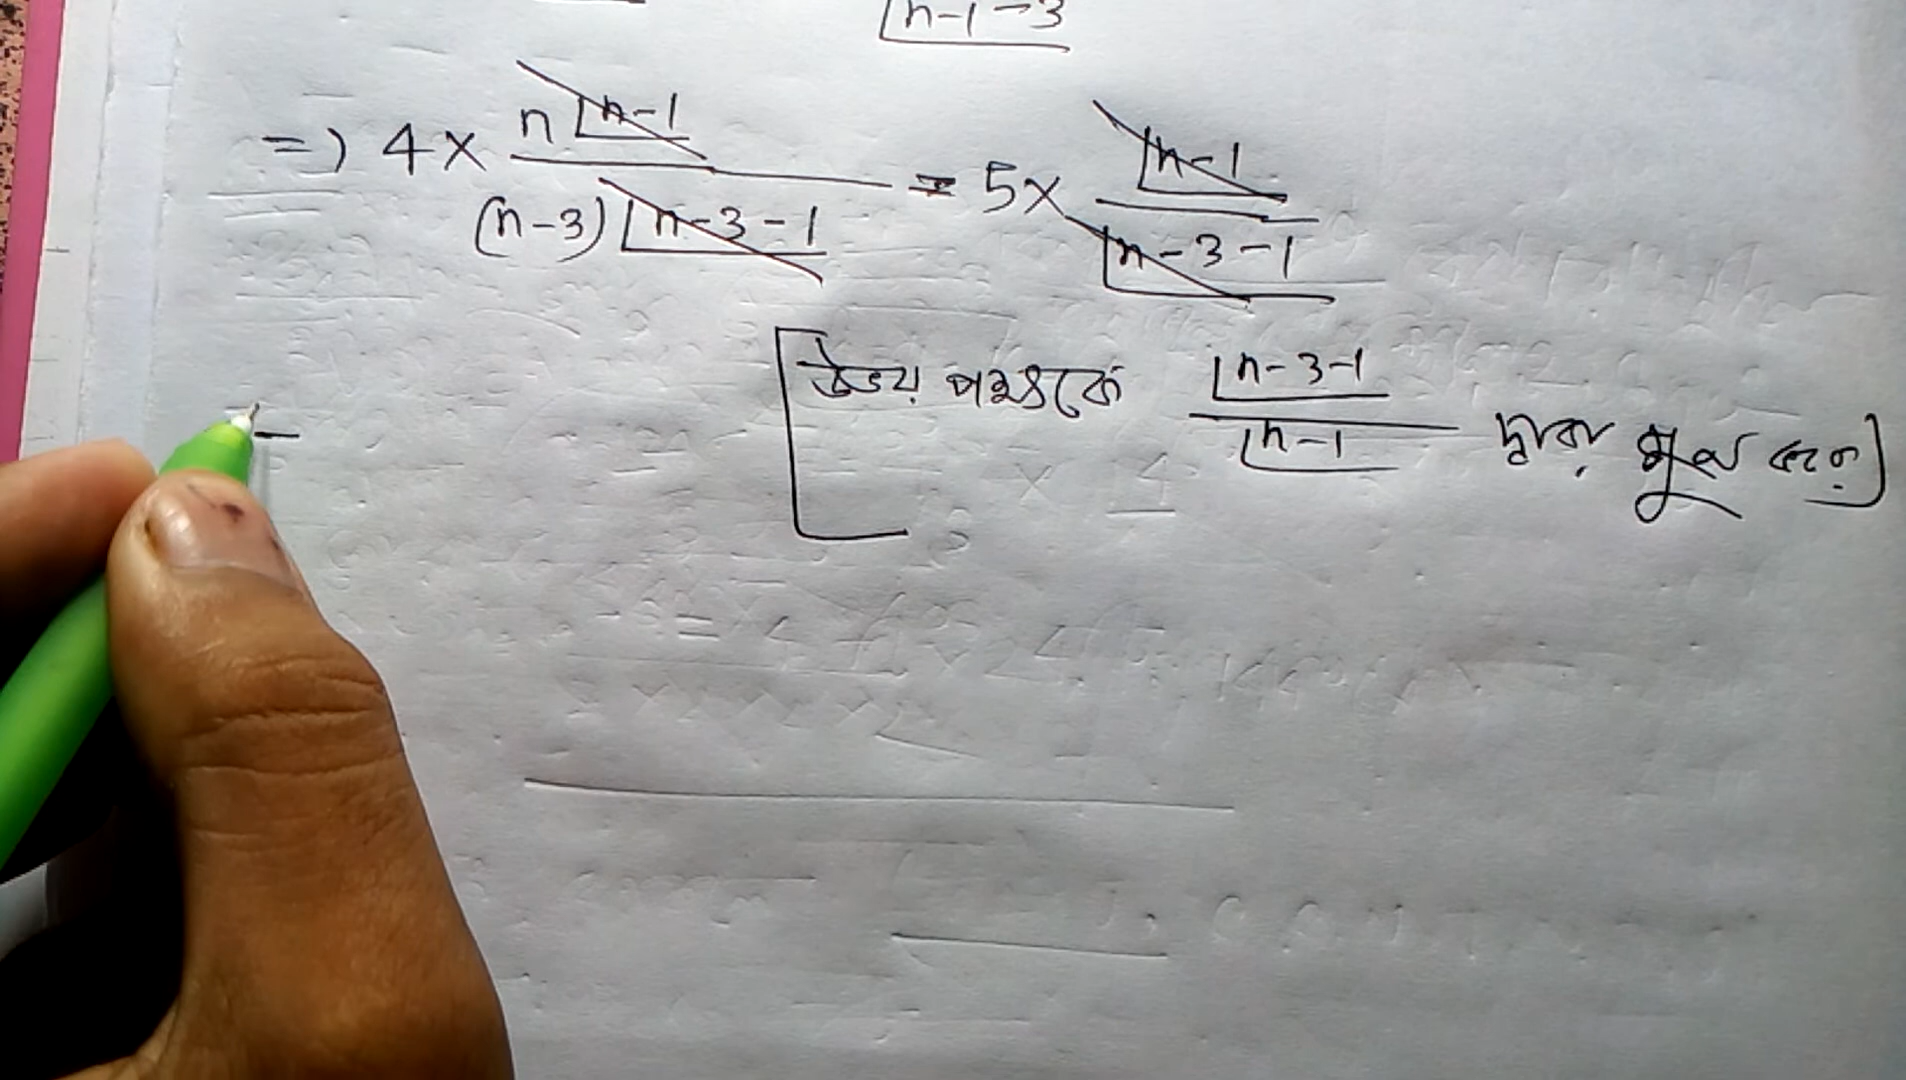 |n-1-3
=> 4 × n |n-1 / (n-3) |n-3-1 = 5 × |n-1 / |n-3-1
[উভয় পক্ষকে |n-3-1 / |n-1 দ্বারা গুণ করে]